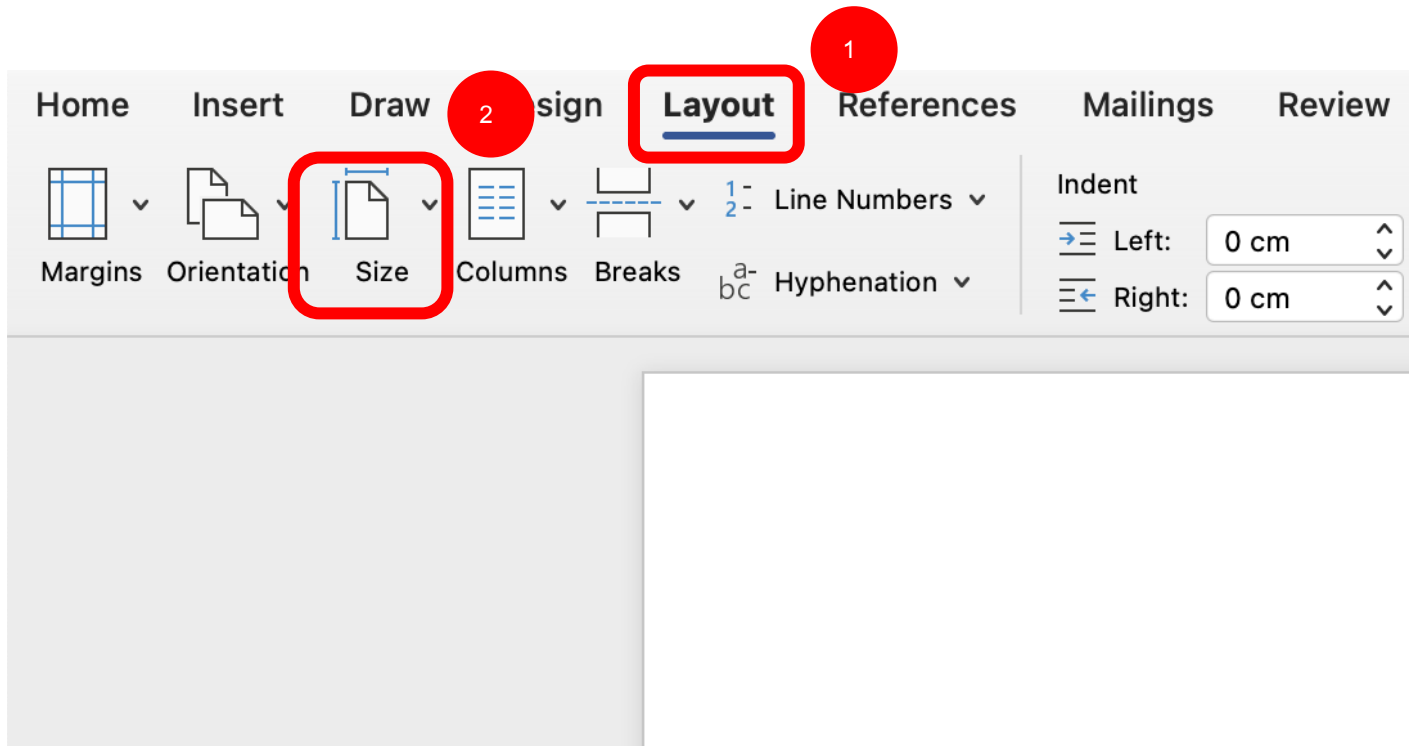 1
Home Insert Draw 2 sign Layout References Mailings Review
Margins Orientation Size Columns Breaks
1 2 Line Numbers
a-
bc Hyphenation
Indent
Left: 0 cm
Right: 0 cm